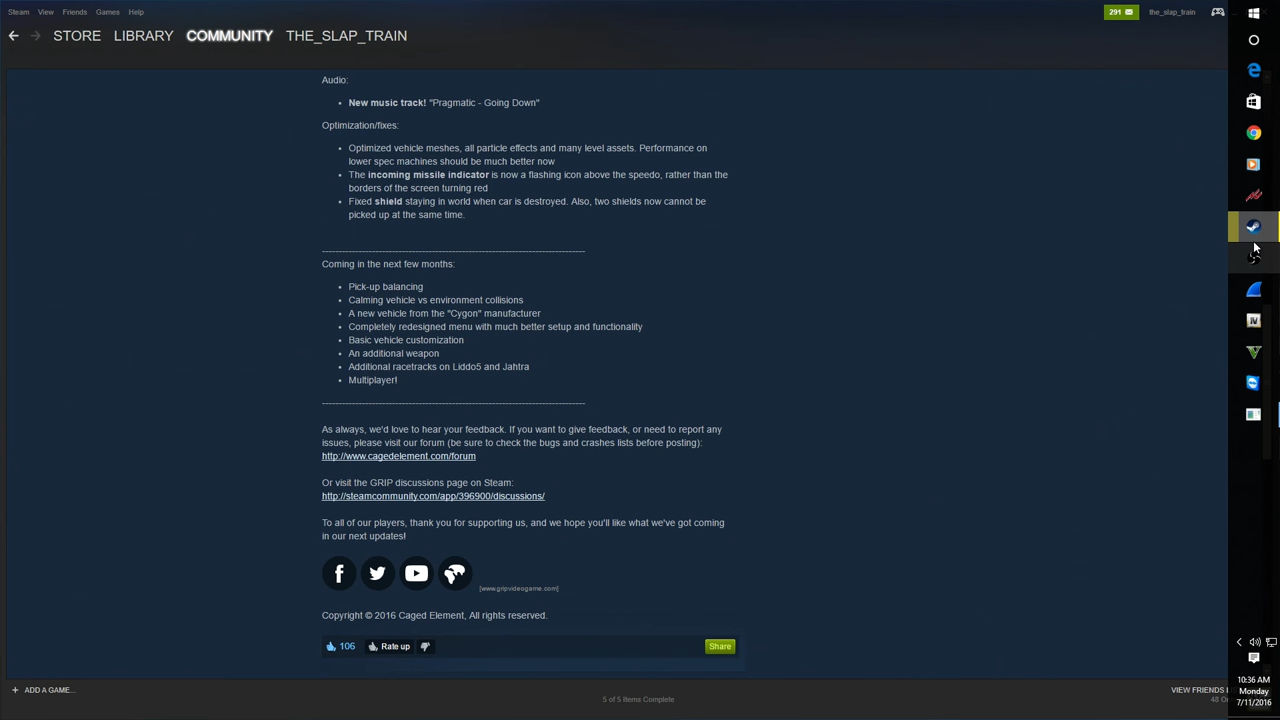 Steam View Friends Games Help
291 the_slap_train
STORE LIBRARY COMMUNITY THE_SLAP_TRAIN
Audio:
New music track! "Pragmatic - Going Down"
Optimization/fixes:
Optimized vehicle meshes, all particle effects and many level assets. Performance on
lower spec machines should be much better now
The incoming missile indicator is now a flashing icon above the speedo, rather than the
borders of the screen turning red
Fixed shield staying in world when car is destroyed. Also, two shields now cannot be
picked up at the same time.
--------------------------------------------------------------------------------
Coming in the next few months:
Pick-up balancing
Calming vehicle vs environment collisions
A new vehicle from the "Cygon" manufacturer
Completely redesigned menu with much better setup and functionality
Basic vehicle customization
An additional weapon
Additional racetracks on Liddo5 and Jahtra
Multiplayer!
--------------------------------------------------------------------------------
As always, we'd love to hear your feedback. If you want to give feedback, or need to report any
issues, please visit our forum (be sure to check the bugs and crashes lists before posting):
http://www.cagedelement.com/forum
Or visit the GRIP discussions page on Steam:
http://steamcommunity.com/app/396900/discussions/
To all of our players, thank you for supporting us, and we hope you'll like what we've got coming
in our next updates!
[www.gripvideogame.com]
Copyright © 2016 Caged Element, All rights reserved.
106 Rate up Share
+ ADD A GAME...
5 of 5 Items Complete
VIEW FRIENDS
48
IV
V
10:36 AM
Monday
7/11/2016